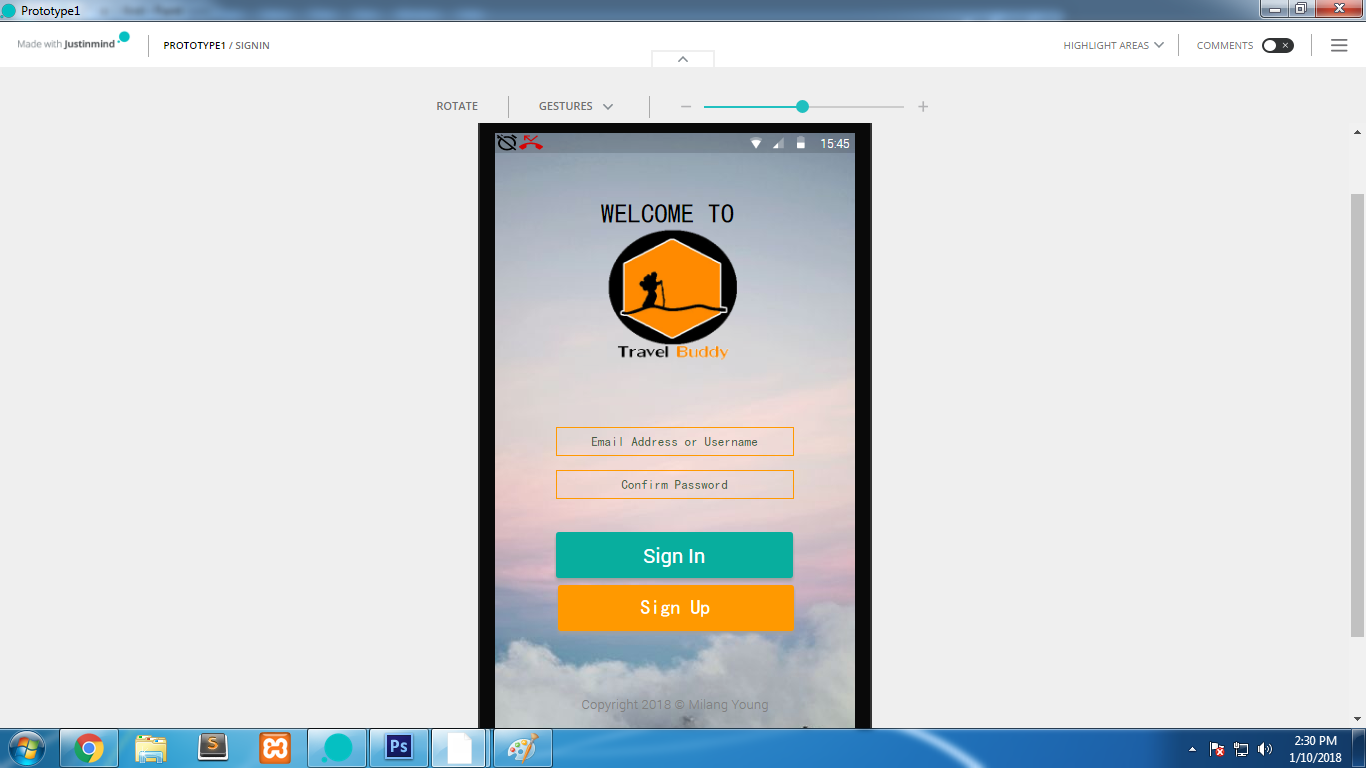 Prototype1
Made with Justinmind
PROTOTYPE1 / SIGNIN
HIGHLIGHT AREAS
COMMENTS
ROTATE
GESTURES
15:45
WELCOME TO
Travel Buddy
Email Address or Username
Confirm Password
Sign In
Sign Up
Copyright 2018 © Milang Young
S
Ps
2:30 PM
1/10/2018